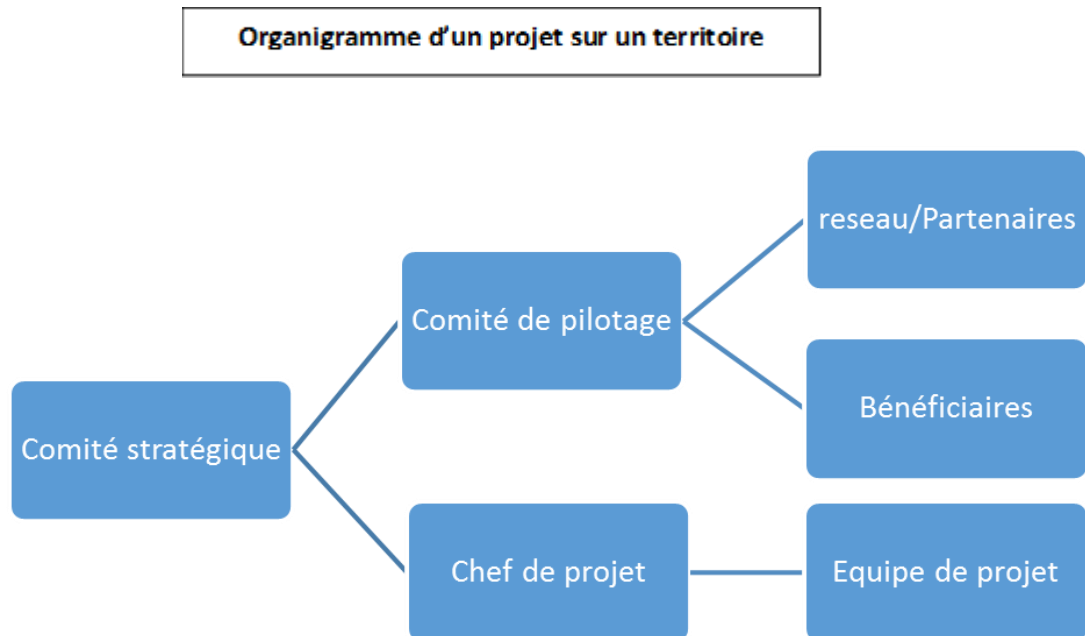 Organigramme d'un projet sur un territoire
reseau/Partenaires
Comité de pilotage
Bénéficiaires
Comité stratégique
Chef de projet
Equipe de projet